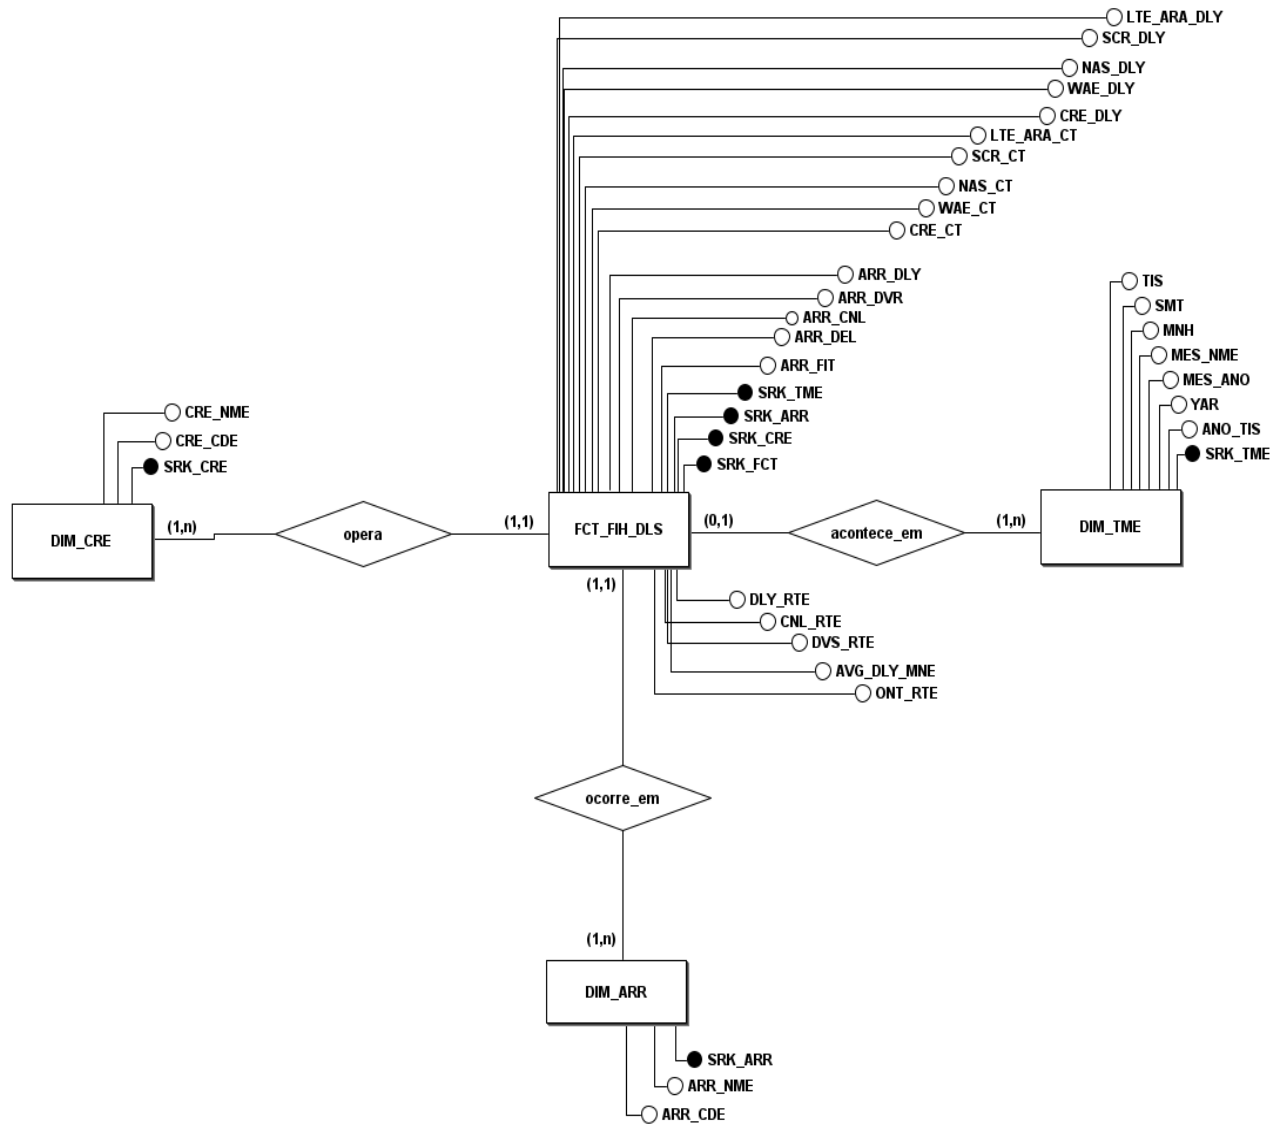 LTE_ARA_DLY
SCR_DLY
NAS_DLY
WAE_DLY
CRE_DLY
LTE_ARA_CT
SCR_CT
NAS_CT
WAE_CT
CRE_CT
ARR_DLY
ARR_DVR
ARR_CNL
ARR_DEL
ARR_FIT
SRK_TME
SRK_ARR
SRK_CRE
SRK_FCT
TIS
SMT
MNH
MES_NME
MES_ANO
YAR
ANO_TIS
SRK_TME
CRE_NME
CRE_CDE
SRK_CRE
DIM_CRE
(1,n)
opera
(1,1)
FCT_FIH_DLS
(0,1)
acontece_em
(1,n)
DIM_TME
(1,1)
DLY_RTE
CNL_RTE
DVS_RTE
AVG_DLY_MNE
ONT_RTE
ocorre_em
(1,n)
DIM_ARR
SRK_ARR
ARR_NME
ARR_CDE